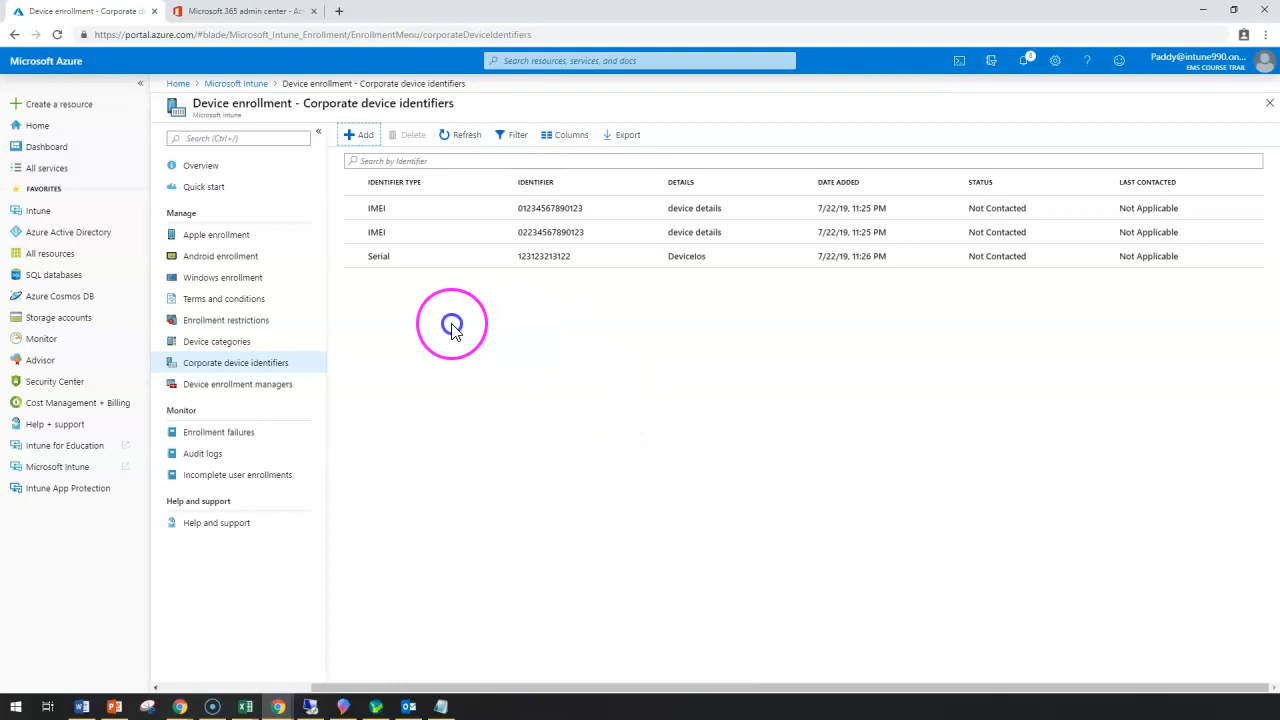 Device enrollment - Corporate d
Microsoft 365 admin center - Ac
https://portal.azure.com/#blade/Microsoft_Intune_Enrollment/EnrollmentMenu/corporateDeviceIdentifiers
Microsoft Azure
Search resources, services, and docs
6
Paddy@intune990.on...
EMS COURSE TRAIL
Create a resource
Home
Dashboard
All services
FAVORITES
Intune
Azure Active Directory
All resources
SQL databases
Azure Cosmos DB
Storage accounts
Monitor
Advisor
Security Center
Cost Management + Billing
Help + support
Intune for Education
Microsoft Intune
Intune App Protection
Home > Microsoft Intune > Device enrollment - Corporate device identifiers
Device enrollment - Corporate device identifiers
Microsoft Intune
Search (Ctrl+/)
Overview
Quick start
Manage
Apple enrollment
Android enrollment
Windows enrollment
Terms and conditions
Enrollment restrictions
Device categories
Corporate device identifiers
Device enrollment managers
Monitor
Enrollment failures
Audit logs
Incomplete user enrollments
Help and support
Help and support
Add Delete Refresh Filter Columns Export
Search by Identifier
IDENTIFIER TYPE IDENTIFIER DETAILS DATE ADDED STATUS LAST CONTACTED
IMEI 01234567890123 device details 7/22/19, 11:25 PM Not Contacted Not Applicable
IMEI 02234567890123 device details 7/22/19, 11:25 PM Not Contacted Not Applicable
Serial 123123213122 DeviceIos 7/22/19, 11:26 PM Not Contacted Not Applicable